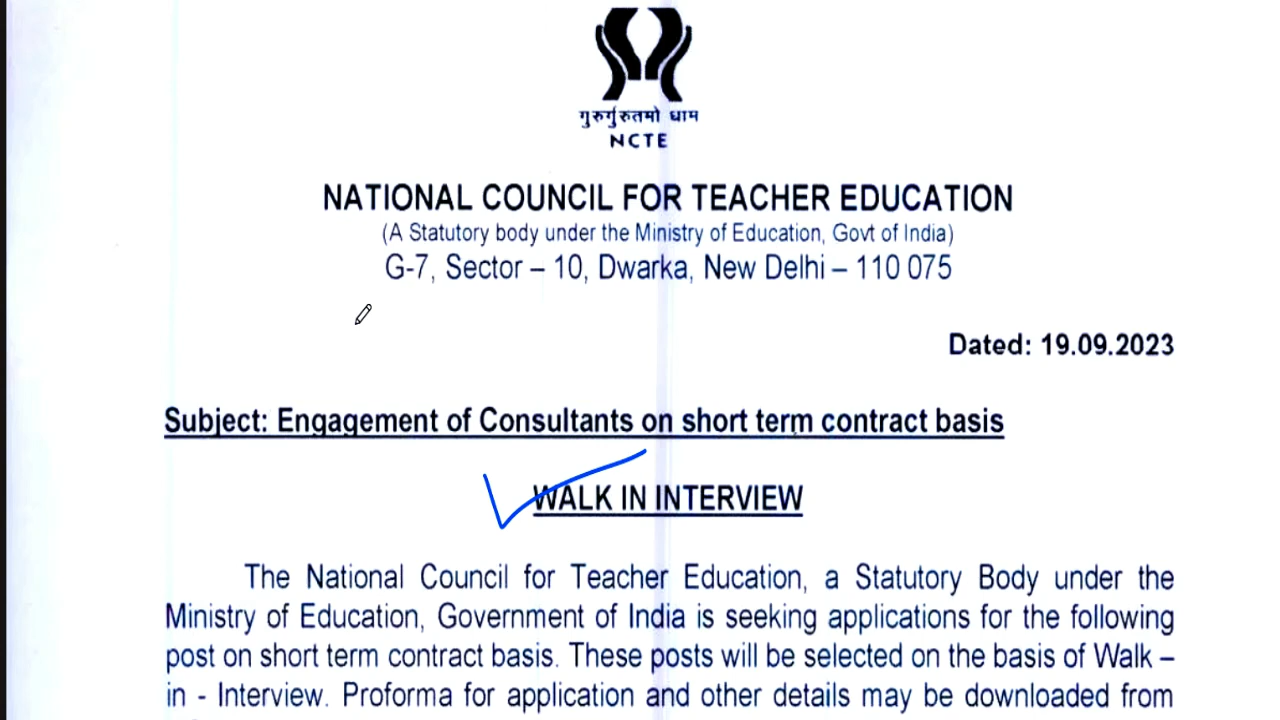 गुरुर्गुरुतमो धाम
NCTE
NATIONAL COUNCIL FOR TEACHER EDUCATION
(A Statutory body under the Ministry of Education, Govt of India)
G-7, Sector – 10, Dwarka, New Delhi – 110 075
Dated: 19.09.2023
Subject: Engagement of Consultants on short term contract basis
WALK IN INTERVIEW
The National Council for Teacher Education, a Statutory Body under the
Ministry of Education, Government of India is seeking applications for the following
post on short term contract basis. These posts will be selected on the basis of Walk –
in - Interview. Proforma for application and other details may be downloaded from